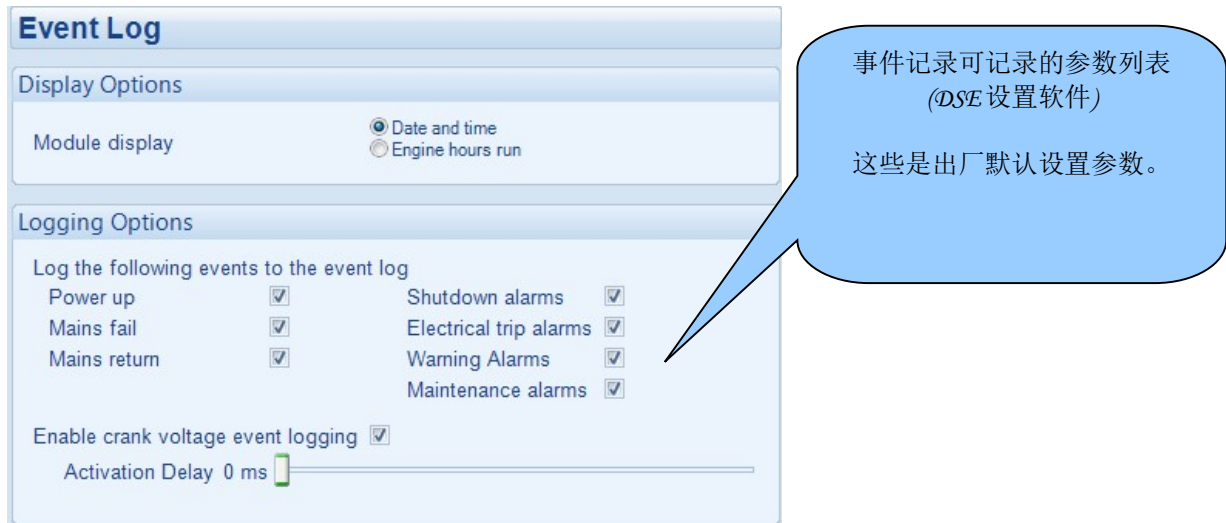 Event Log
Display Options
Module display
Date and time
Engine hours run
Logging Options
Log the following events to the event log
Power up
Mains fail
Mains return
Shutdown alarms
Electrical trip alarms
Warning Alarms
Maintenance alarms
Enable crank voltage event logging
Activation Delay 0 ms
事件记录可记录的参数列表
(DSE 设置软件)
这些是出厂默认设置参数。